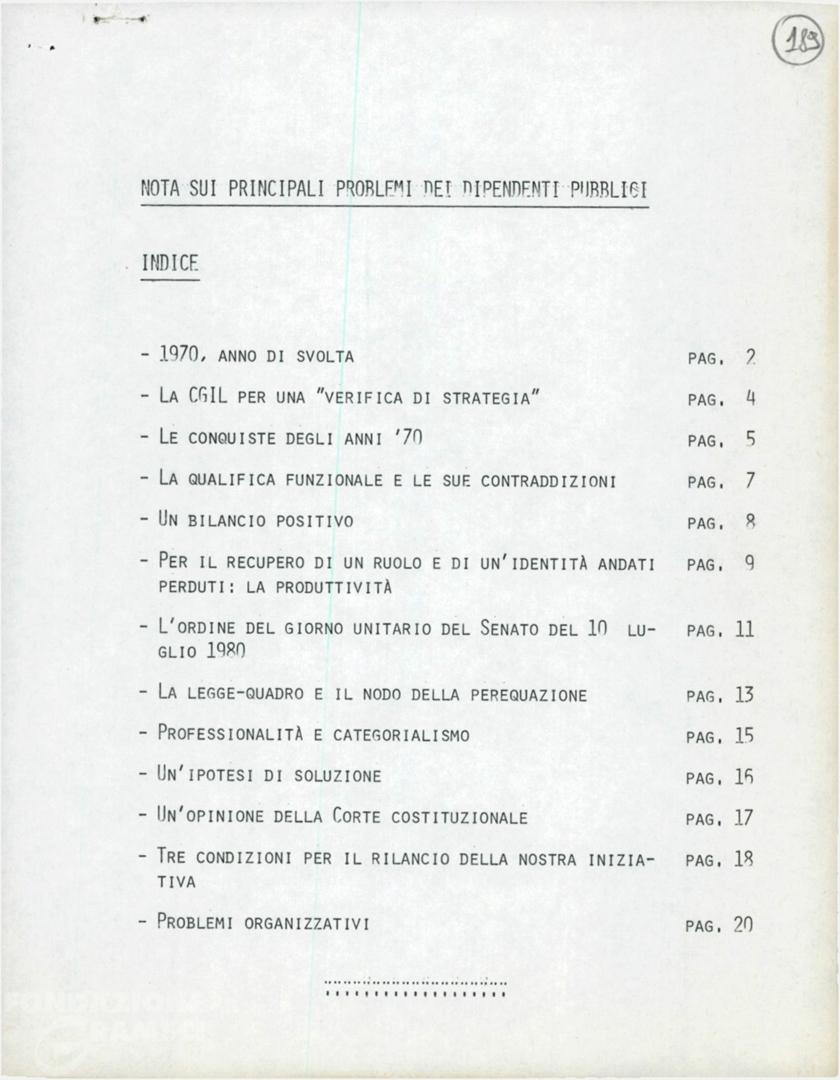 189
NOTA SUI PRINCIPALI PROBLEMI DEI DIPENDENTI PUBBLICI
INDICE
- 1970, ANNO DI SVOLTA PAG. 2
- LA CGIL PER UNA "VERIFICA DI STRATEGIA" PAG. 4
- LE CONQUISTE DEGLI ANNI '70 PAG. 5
- LA QUALIFICA FUNZIONALE E LE SUE CONTRADDIZIONI PAG. 7
- UN BILANCIO POSITIVO PAG. 8
- PER IL RECUPERO DI UN RUOLO E DI UN'IDENTITÀ ANDATI PAG. 9
PERDUTI: LA PRODUTTIVITÀ
- L'ORDINE DEL GIORNO UNITARIO DEL SENATO DEL 10 LU- PAG. 11
GLIO 1980
- LA LEGGE-QUADRO E IL NODO DELLA PEREQUAZIONE PAG. 13
- PROFESSIONALITÀ E CATEGORIALISMO PAG. 15
- UN'IPOTESI DI SOLUZIONE PAG. 16
- UN'OPINIONE DELLA CORTE COSTITUZIONALE PAG. 17
- TRE CONDIZIONI PER IL RILANCIO DELLA NOSTRA INIZIA- PAG. 18
TIVA
- PROBLEMI ORGANIZZATIVI PAG. 20
FONDAZIONE
GRAMSCI